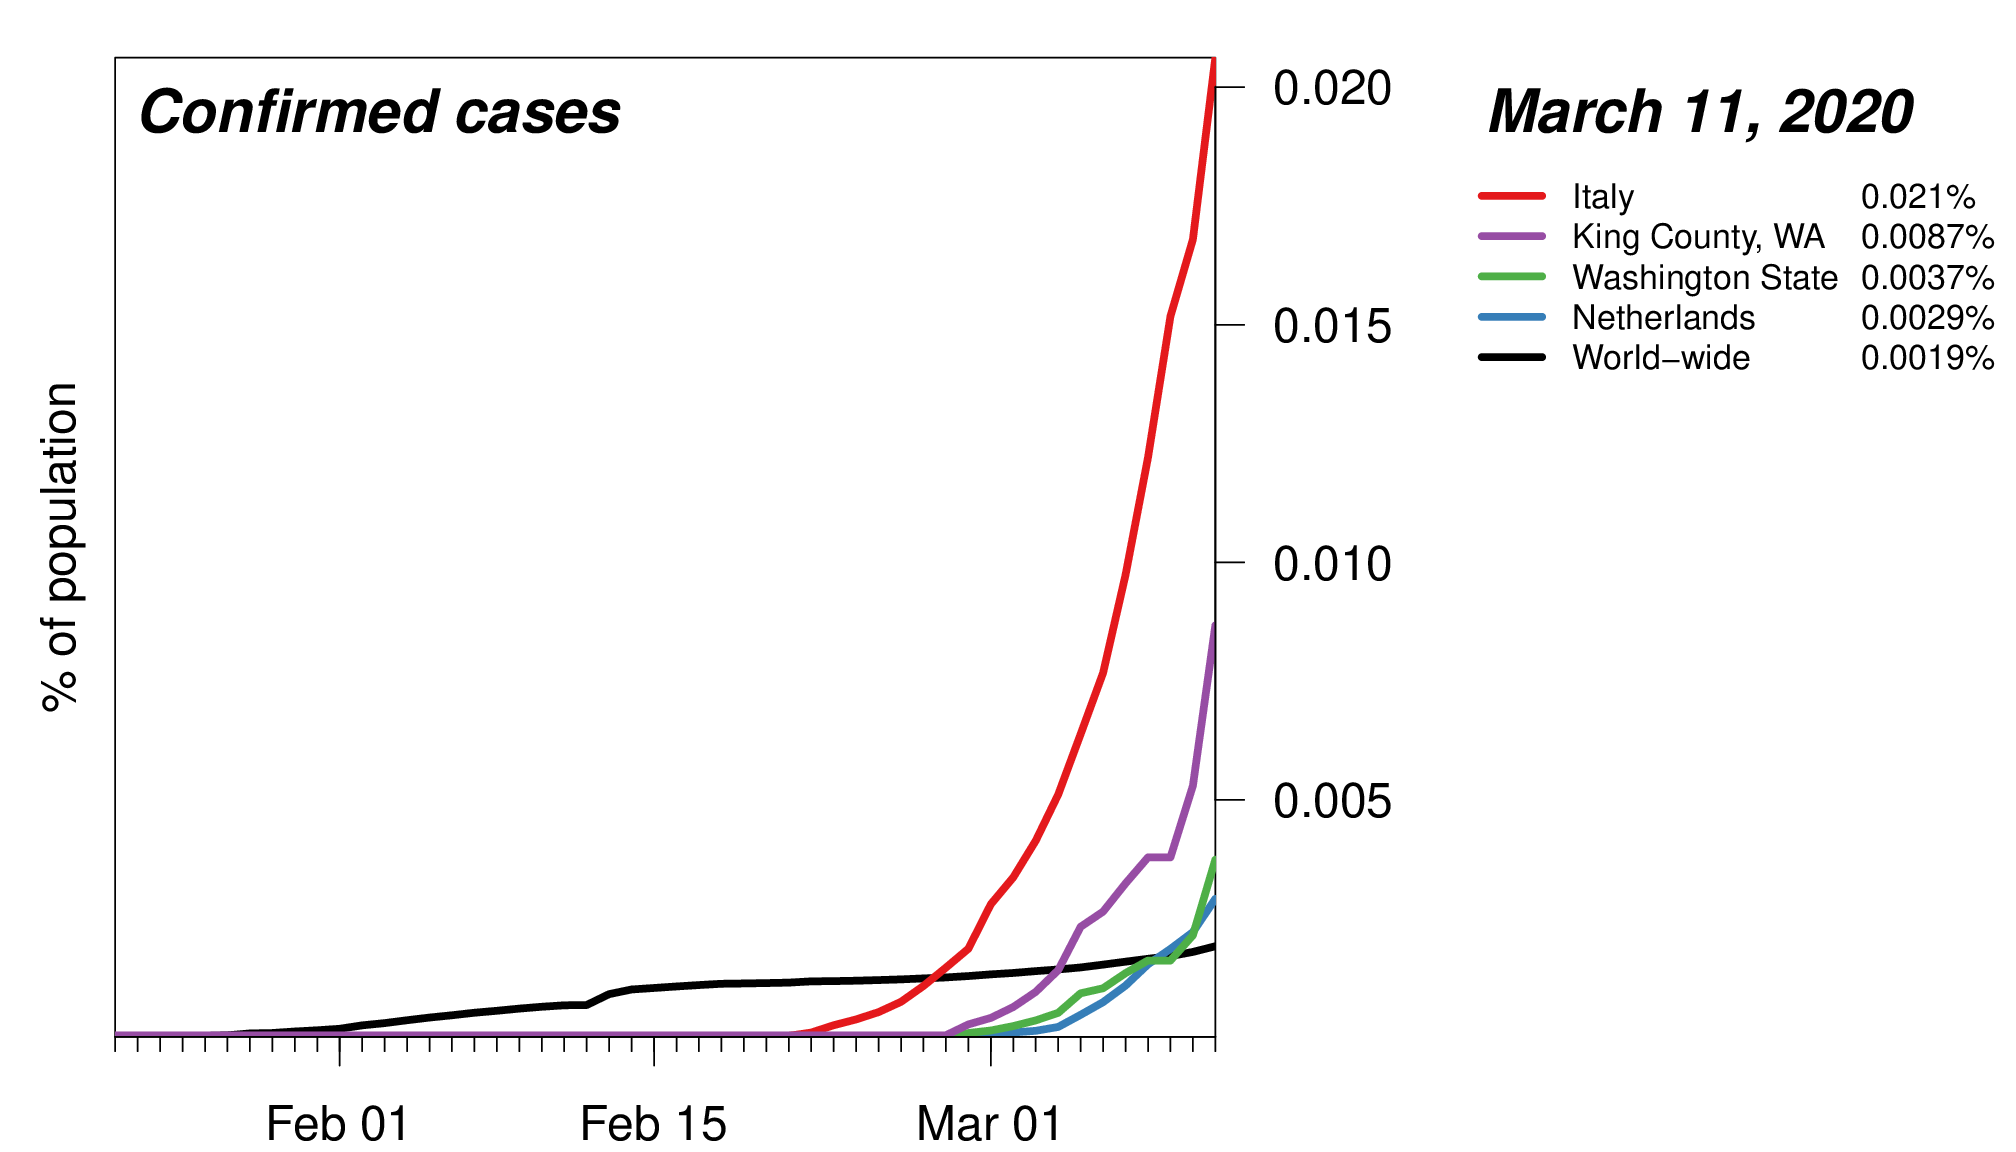 Confirmed cases
March 11, 2020
Italy 0.021%
King County, WA 0.0087%
Washington State 0.0037%
Netherlands 0.0029%
World−wide 0.0019%
% of population
0.020
0.015
0.010
0.005
Feb 01 Feb 15 Mar 01